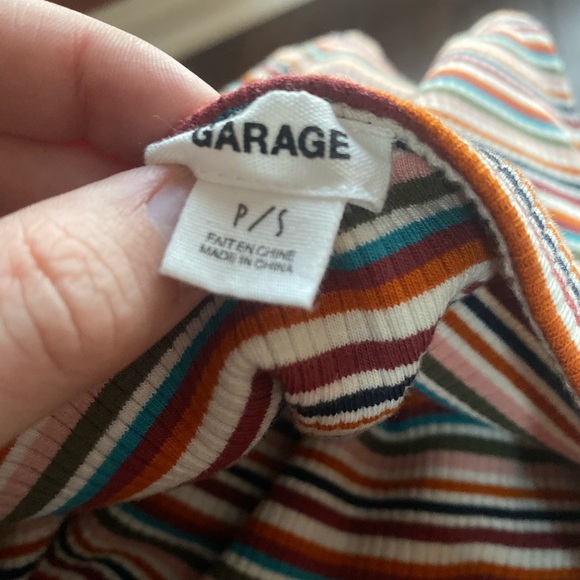 GARAGE
P/S
FAIT EN CHINE
MADE IN CHINA